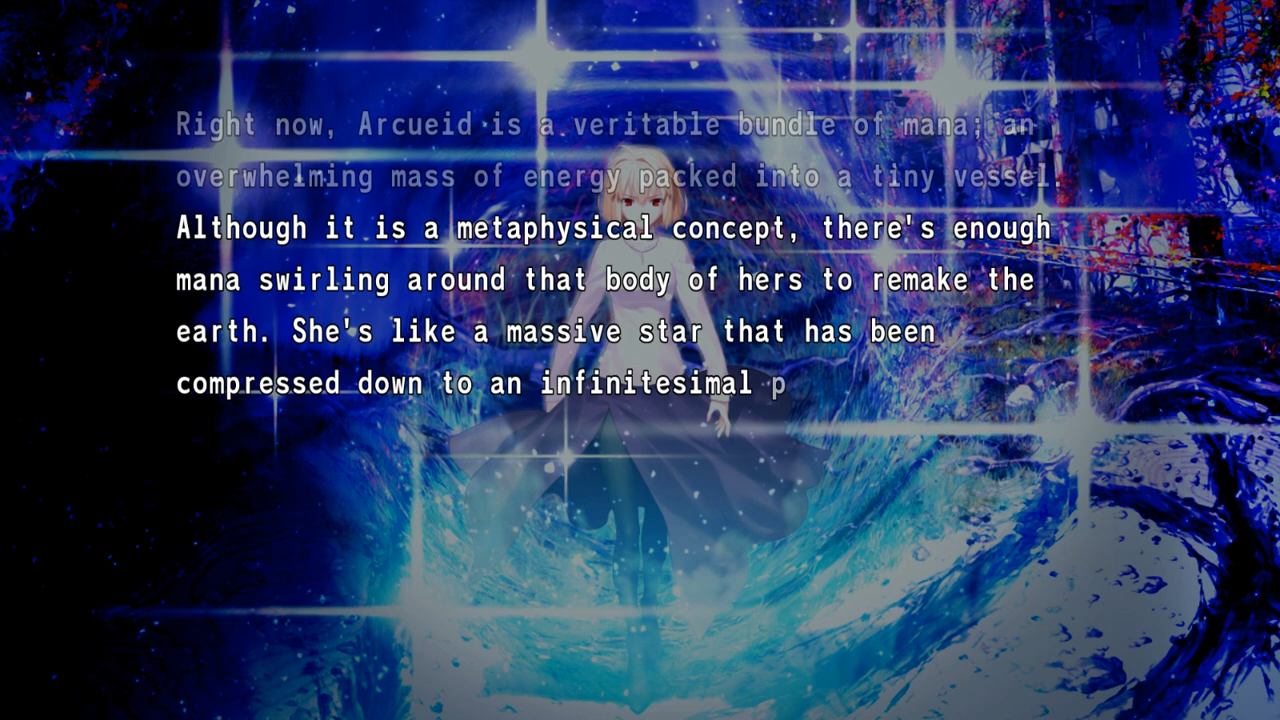 Right now, Arcueid is a veritable bundle of mana; an
overwhelming mass of energy packed into a tiny vessel.
Although it is a metaphysical concept, there's enough
mana swirling around that body of hers to remake the
earth. She's like a massive star that has been
compressed down to an infinitesimal p